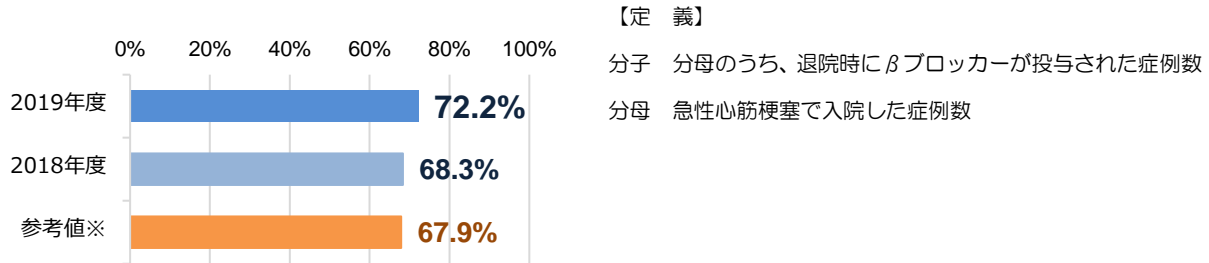 0% 20% 40% 60% 80% 100%
2019年度 72.2%
2018年度 68.3%
参考値※ 67.9%
【定　義】
分子　分母のうち、退院時にβブロッカーが投与された症例数
分母　急性心筋梗塞で入院した症例数